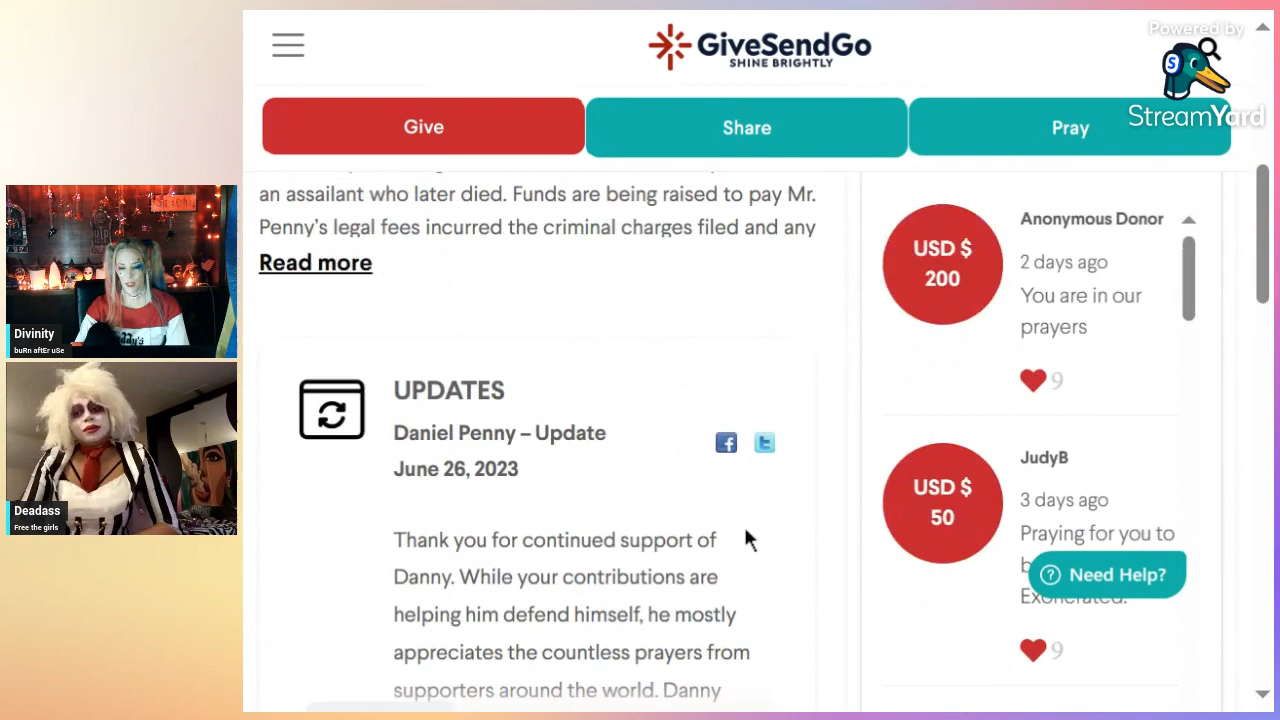 GiveSendGo
SHINE BRIGHTLY
Powered by
StreamYard
Give
Share
Pray
an assailant who later died. Funds are being raised to pay Mr.
Penny's legal fees incurred the criminal charges filed and any
Read more
UPDATES
Daniel Penny – Update
June 26, 2023
Thank you for continued support of
Danny. While your contributions are
helping him defend himself, he mostly
appreciates the countless prayers from
supporters around the world. Danny
USD $
200
Anonymous Donor
2 days ago
You are in our
prayers
9
USD $
50
JudyB
3 days ago
Praying for you to
Exonerated.
Need Help?
9
Divinity
buRn aftEr uSe
Deadass
Free the girls